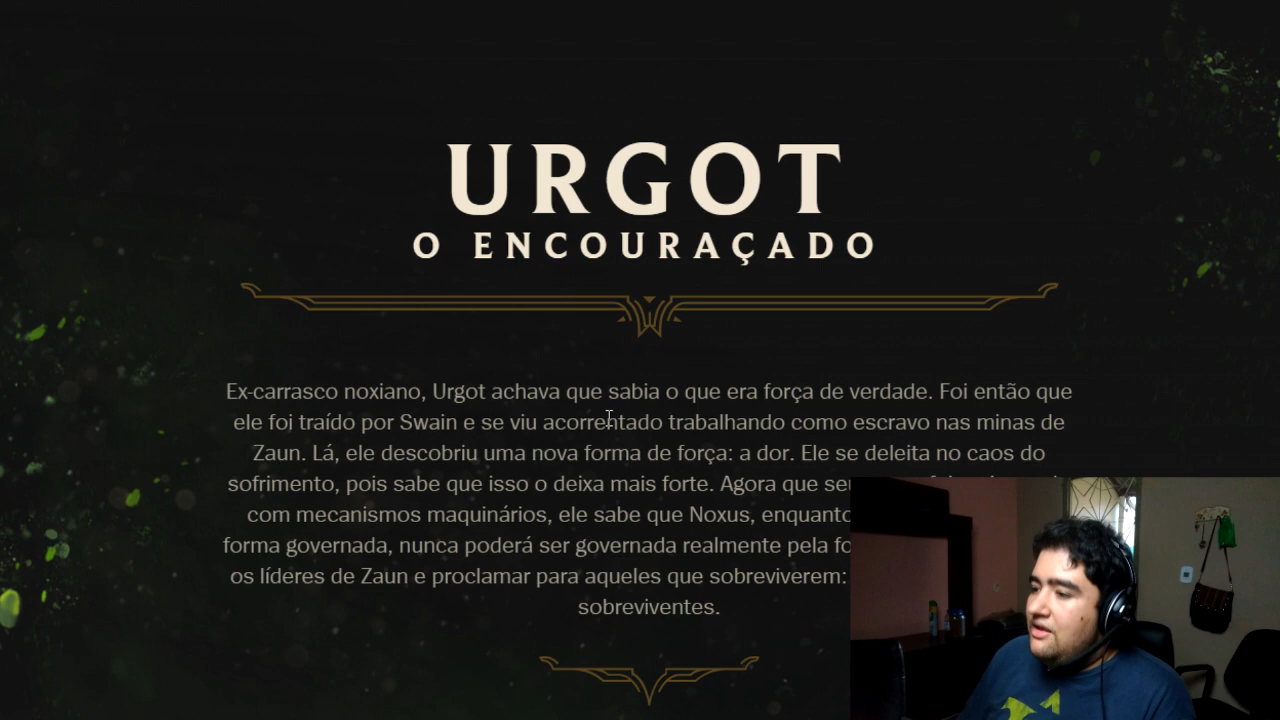 URGOT
O ENCOURAÇADO
Ex-carrasco noxiano, Urgot achava que sabia o que era força de verdade. Foi então que
ele foi traído por Swain e se viu acorrentado trabalhando como escravo nas minas de
Zaun. Lá, ele descobriu uma nova forma de força: a dor. Ele se deleita no caos do
sofrimento, pois sabe que isso o deixa mais forte. Agora que seu
com mecanismos maquinários, ele sabe que Noxus, enquanto
forma governada, nunca poderá ser governada realmente pela
os líderes de Zaun e proclamar para aqueles que sobreviverem:
sobreviventes.